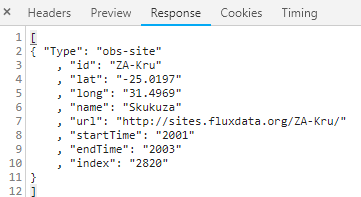 × Headers Preview Response Cookies Timing
1 [
2 { "Type": "obs-site"
3 , "id": "ZA-Kru"
4 , "lat": "-25.0197"
5 , "long": "31.4969"
6 , "name": "Skukuza"
7 , "url": "http://sites.fluxdata.org/ZA-Kru/"
8 , "startTime": "2001"
9 , "endTime": "2003"
10 , "index": "2820"
11 }
12 ]